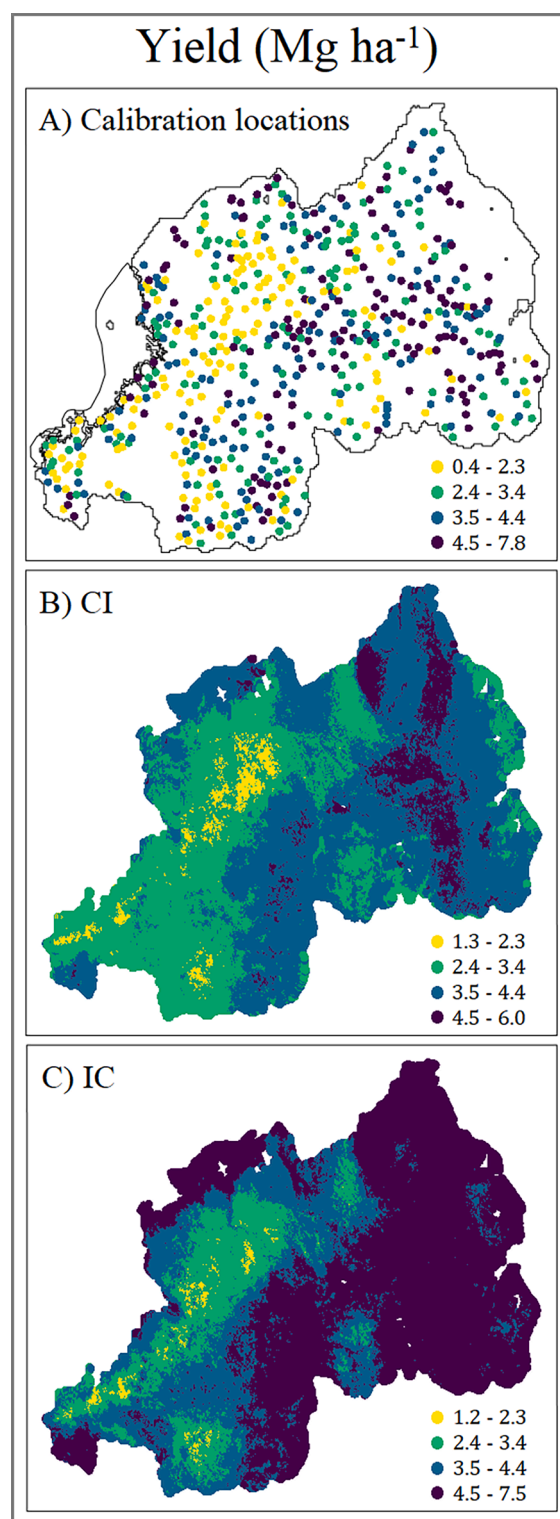 Yield (Mg ha-1)
A) Calibration locations
0.4 - 2.3
2.4 - 3.4
3.5 - 4.4
4.5 - 7.8
B) CI
1.3 - 2.3
2.4 - 3.4
3.5 - 4.4
4.5 - 6.0
C) IC
1.2 - 2.3
2.4 - 3.4
3.5 - 4.4
4.5 - 7.5